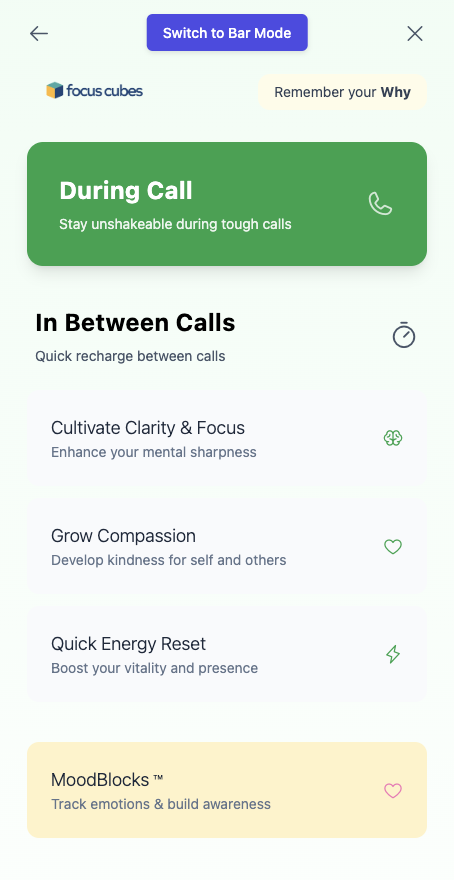 Switch to Bar Mode
focus cubes
Remember your Why
During Call
Stay unshakeable during tough calls
In Between Calls
Quick recharge between calls
Cultivate Clarity & Focus
Enhance your mental sharpness
Grow Compassion
Develop kindness for self and others
Quick Energy Reset
Boost your vitality and presence
MoodBlocks ™
Track emotions & build awareness